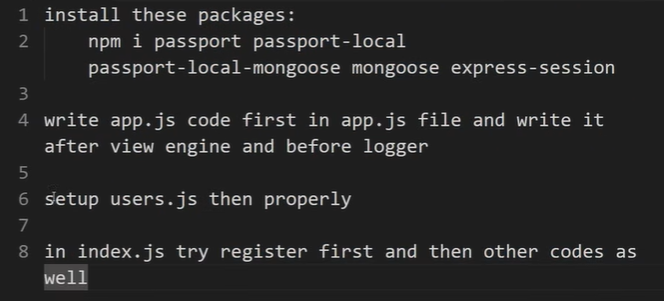 1 install these packages:
2 npm i passport passport-local
passport-local-mongoose mongoose express-session
3
4 write app.js code first in app.js file and write it
after view engine and before logger
5
6 setup users.js then properly
7
8 in index.js try register first and then other codes as
well